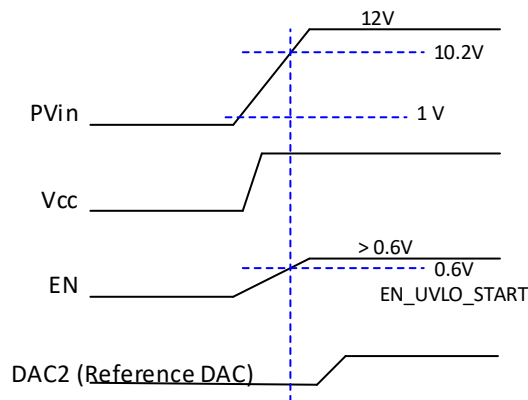 12V
10.2V
PVin
1 V
Vcc
> 0.6V
0.6V
EN
EN_UVLO_START
DAC2 (Reference DAC)